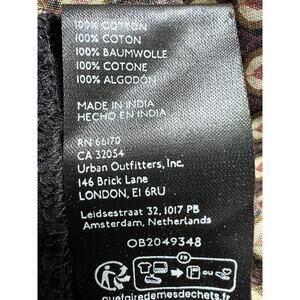 100% COTTON
100% COTON
100% BAUMWOLLE
100% COTONE
100% ALGODÓN
MADE IN INDIA
HECHO EN INDIA
RN 66170
CA 32054
Urban Outfitters, Inc.
146 Brick Lane
LONDON, E1 6RU
Leidsestraat 32, 1017 PB
Amsterdam, Netherlands
OB2049348
FR
OU
quefairedemesdechets.fr